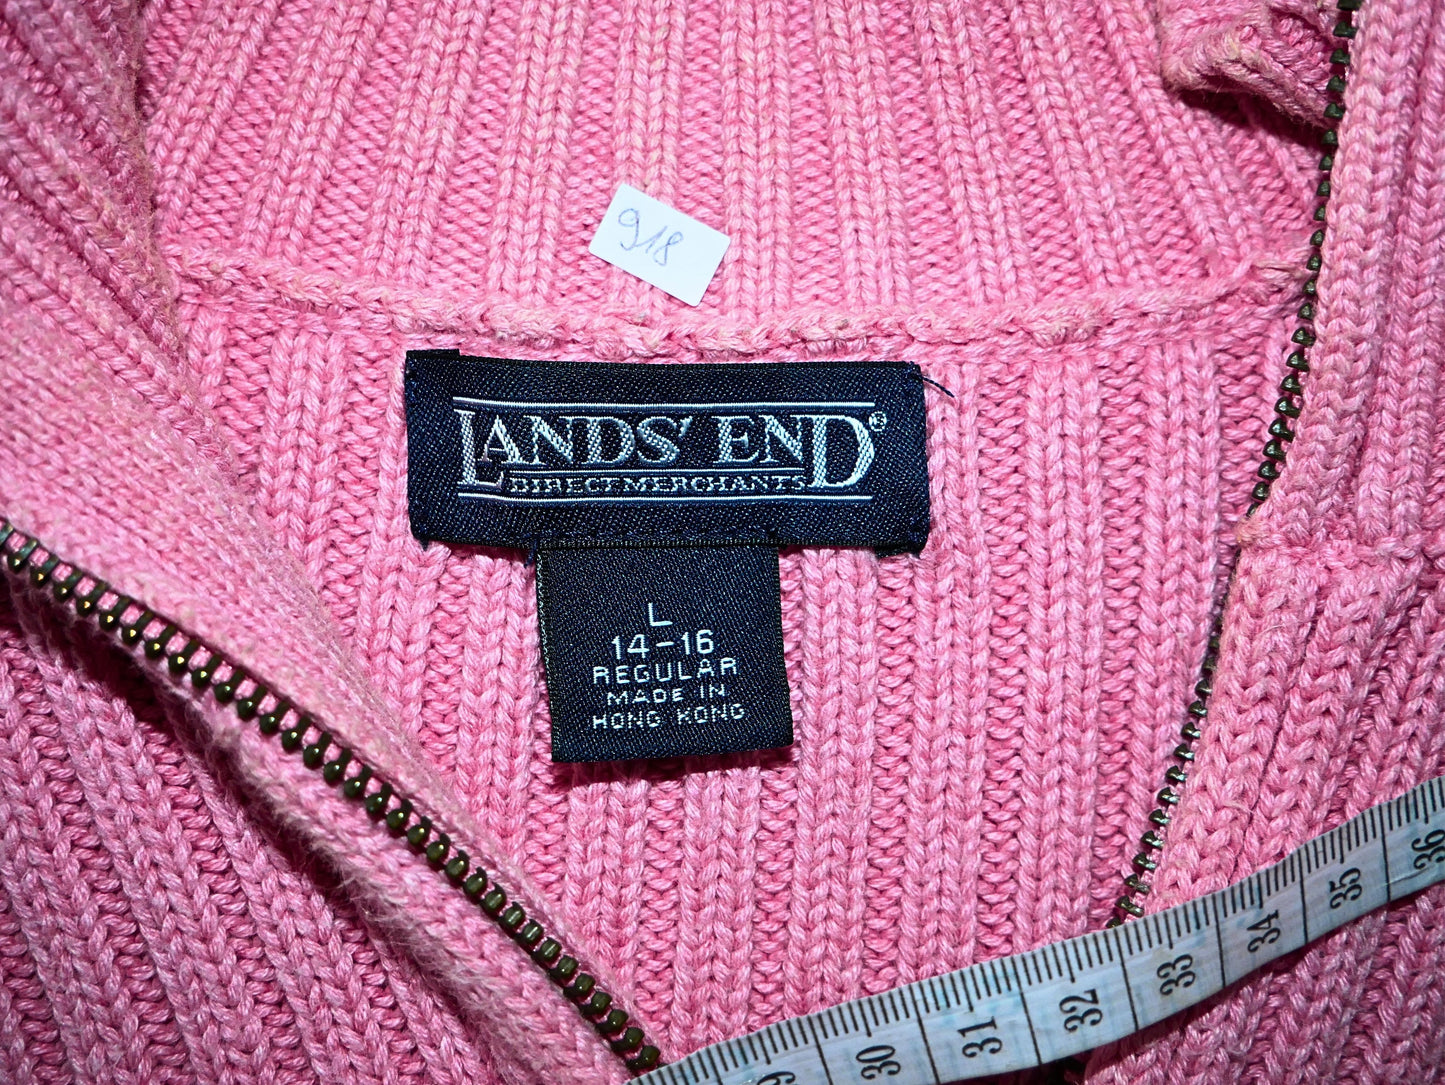 918
LANDS' END®
DIRECT MERCHANTS
L
14-16
REGULAR
MADE IN
HONG KONG
30
31
32
33
34
35
36